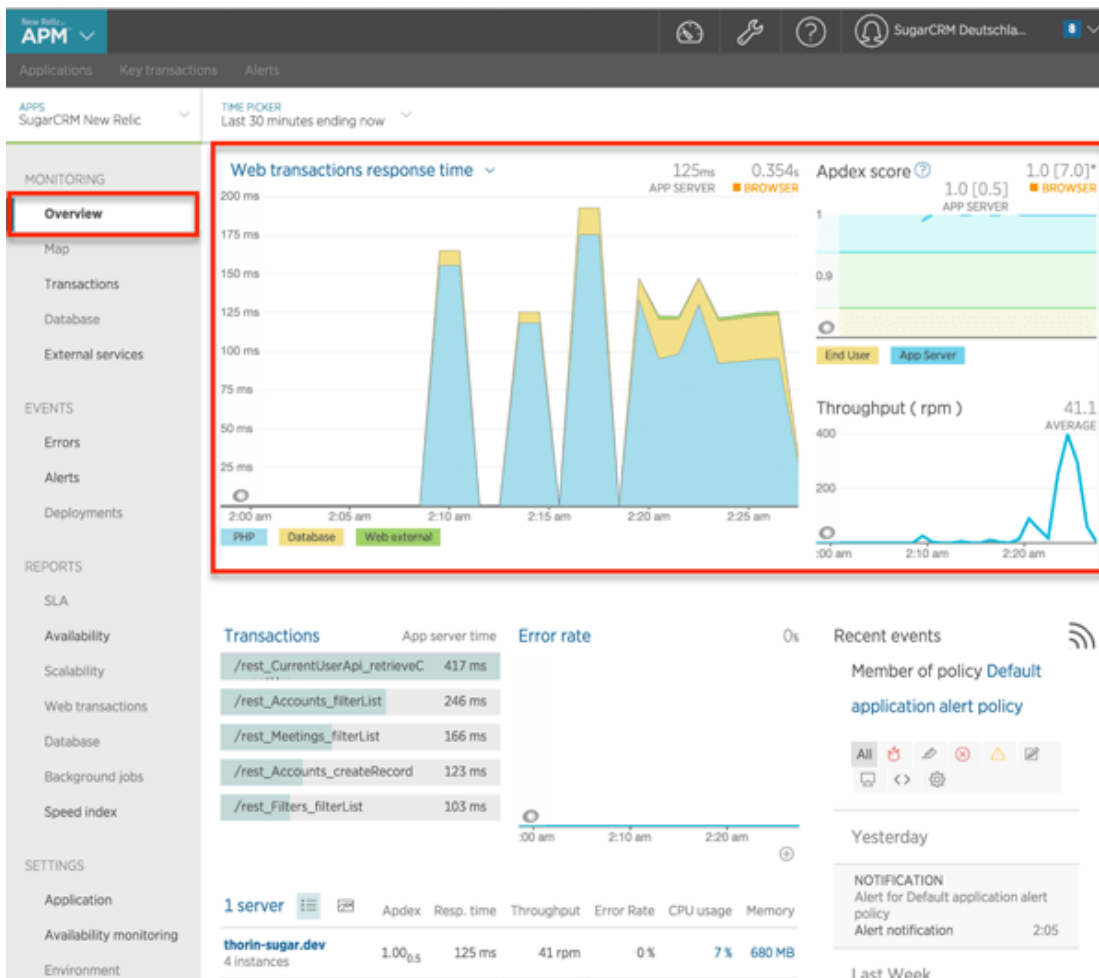 New Relic.
APM
SugarCRM Deutschla...
8
Applications Key transactions Alerts
APPS
SugarCRM New Relic
TIME PICKER
Last 30 minutes ending now
MONITORING
Overview
Map
Transactions
Database
External services
EVENTS
Errors
Alerts
Deployments
REPORTS
SLA
Availability
Scalability
Web transactions
Database
Background jobs
Speed index
SETTINGS
Application
Availability monitoring
Environment
Web transactions response time
125ms
APP SERVER
0.354s
BROWSER
200 ms
175 ms
150 ms
125 ms
100 ms
75 ms
50 ms
25 ms
2:00 am 2:05 am 2:10 am 2:15 am 2:20 am 2:25 am
PHP Database Web external
Apdex score ?
1.0 [0.5]
APP SERVER
1.0 [7.0]*
BROWSER
1
0.9
End User App Server
Throughput ( rpm )
41.1
AVERAGE
400
200
:00 am 2:10 am 2:20 am
Transactions App server time
/rest_CurrentUserApi_retrieveC 417 ms
/rest_Accounts_filterList 246 ms
/rest_Meetings_filterList 166 ms
/rest_Accounts_createRecord 123 ms
/rest_Filters_filterList 103 ms
Error rate
0%
:00 am 2:10 am 2:20 am
Recent events
Member of policy Default
application alert policy
All
Yesterday
NOTIFICATION
Alert for Default application alert
policy
Alert notification 2:05
Last Week
1 server
Apdex Resp. time Throughput Error Rate CPU usage Memory
thorin-sugar.dev
4 instances
1.00 0.5 125 ms 41 rpm 0 % 7 % 680 MB